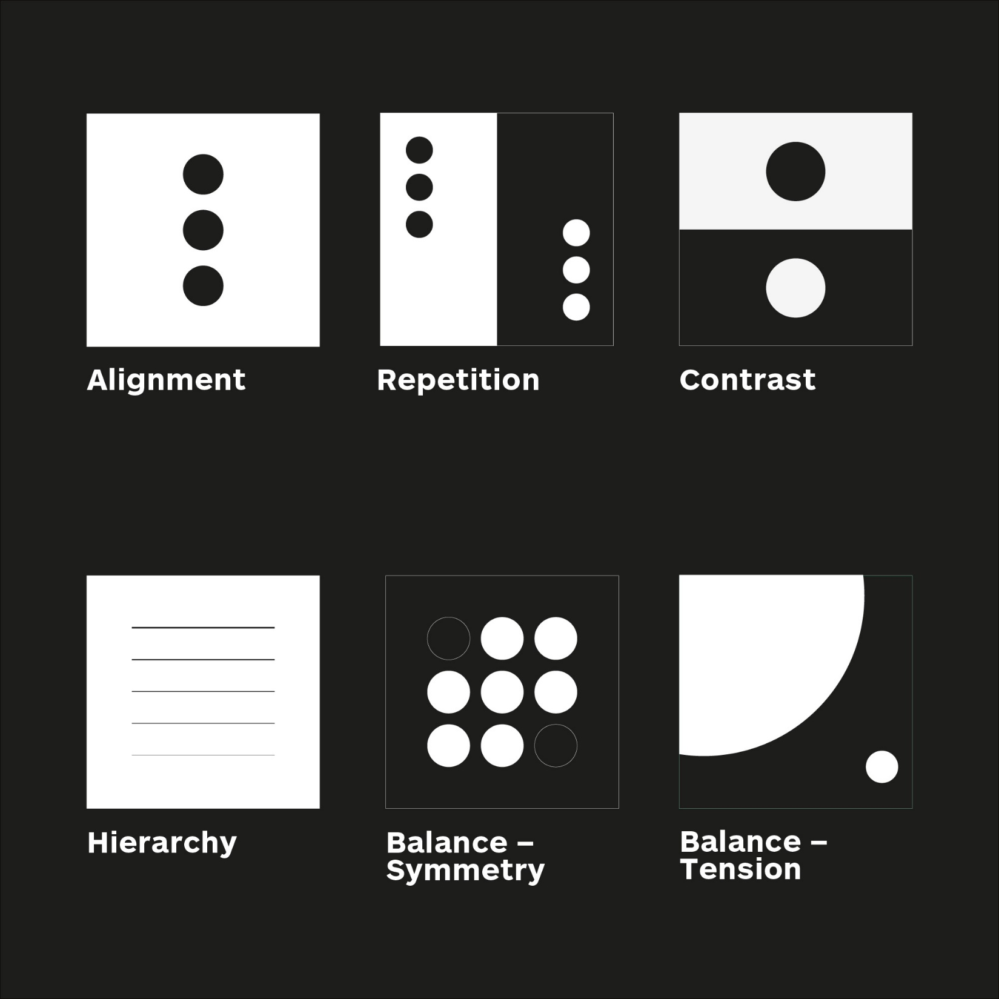 Alignment
Repetition
Contrast
Hierarchy
Balance –
Symmetry
Balance –
Tension